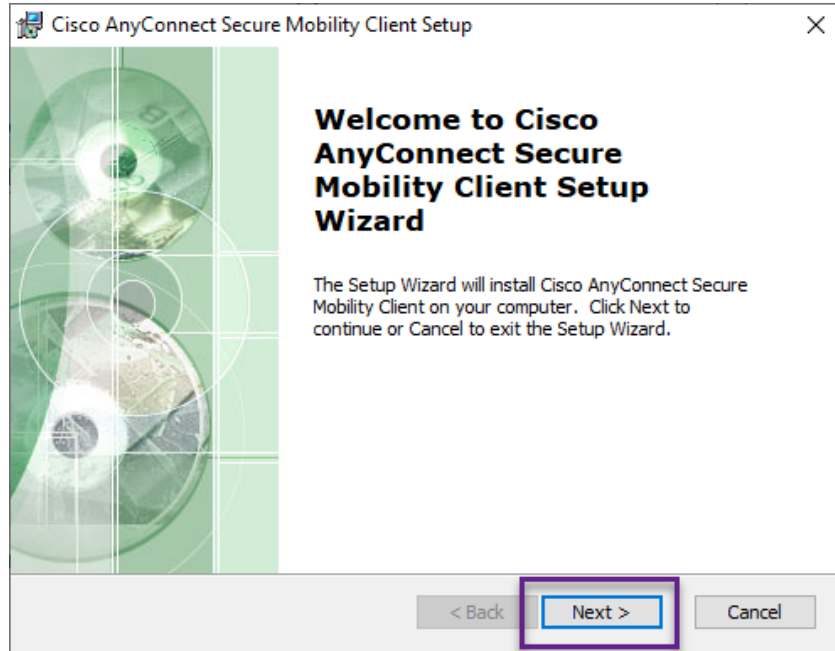 Cisco AnyConnect Secure Mobility Client Setup
Welcome to Cisco
AnyConnect Secure
Mobility Client Setup
Wizard
The Setup Wizard will install Cisco AnyConnect Secure
Mobility Client on your computer. Click Next to
continue or Cancel to exit the Setup Wizard.
< Back Next > Cancel